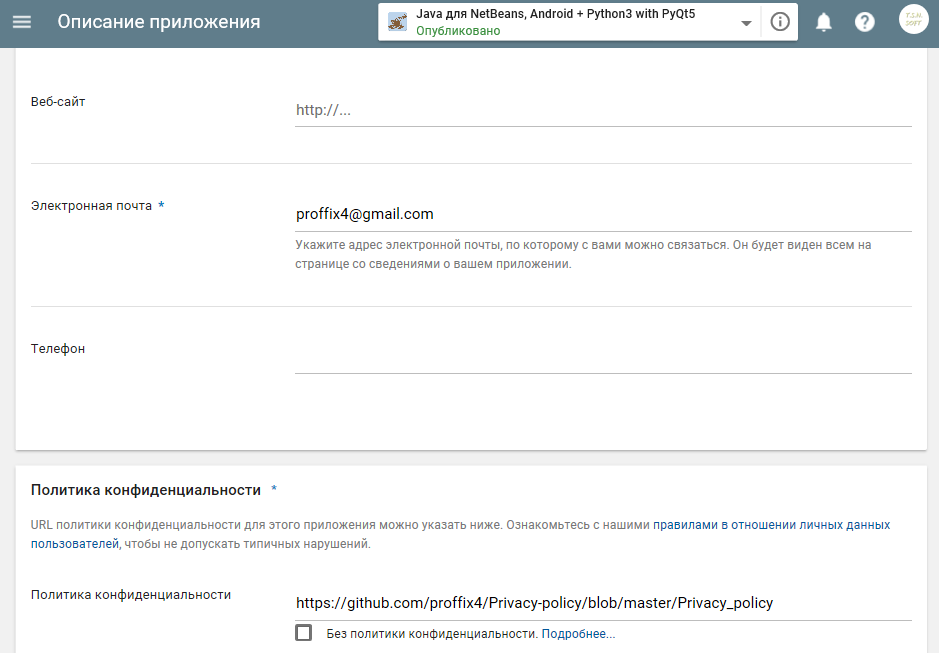 Описание приложения
Java для NetBeans, Android + Python3 with PyQt5
Опубликовано
T.S.N.
SOFT
Веб-сайт
http://...
Электронная почта *
proffix4@gmail.com
Укажите адрес электронной почты, по которому с вами можно связаться. Он будет виден всем на
странице со сведениями о вашем приложении.
Телефон
Политика конфиденциальности *
URL политики конфиденциальности для этого приложения можно указать ниже. Ознакомьтесь с нашими правилами в отношении личных данных
пользователей, чтобы не допускать типичных нарушений.
Политика конфиденциальности
https://github.com/proffix4/Privacy-policy/blob/master/Privacy_policy
Без политики конфиденциальности. Подробнее...